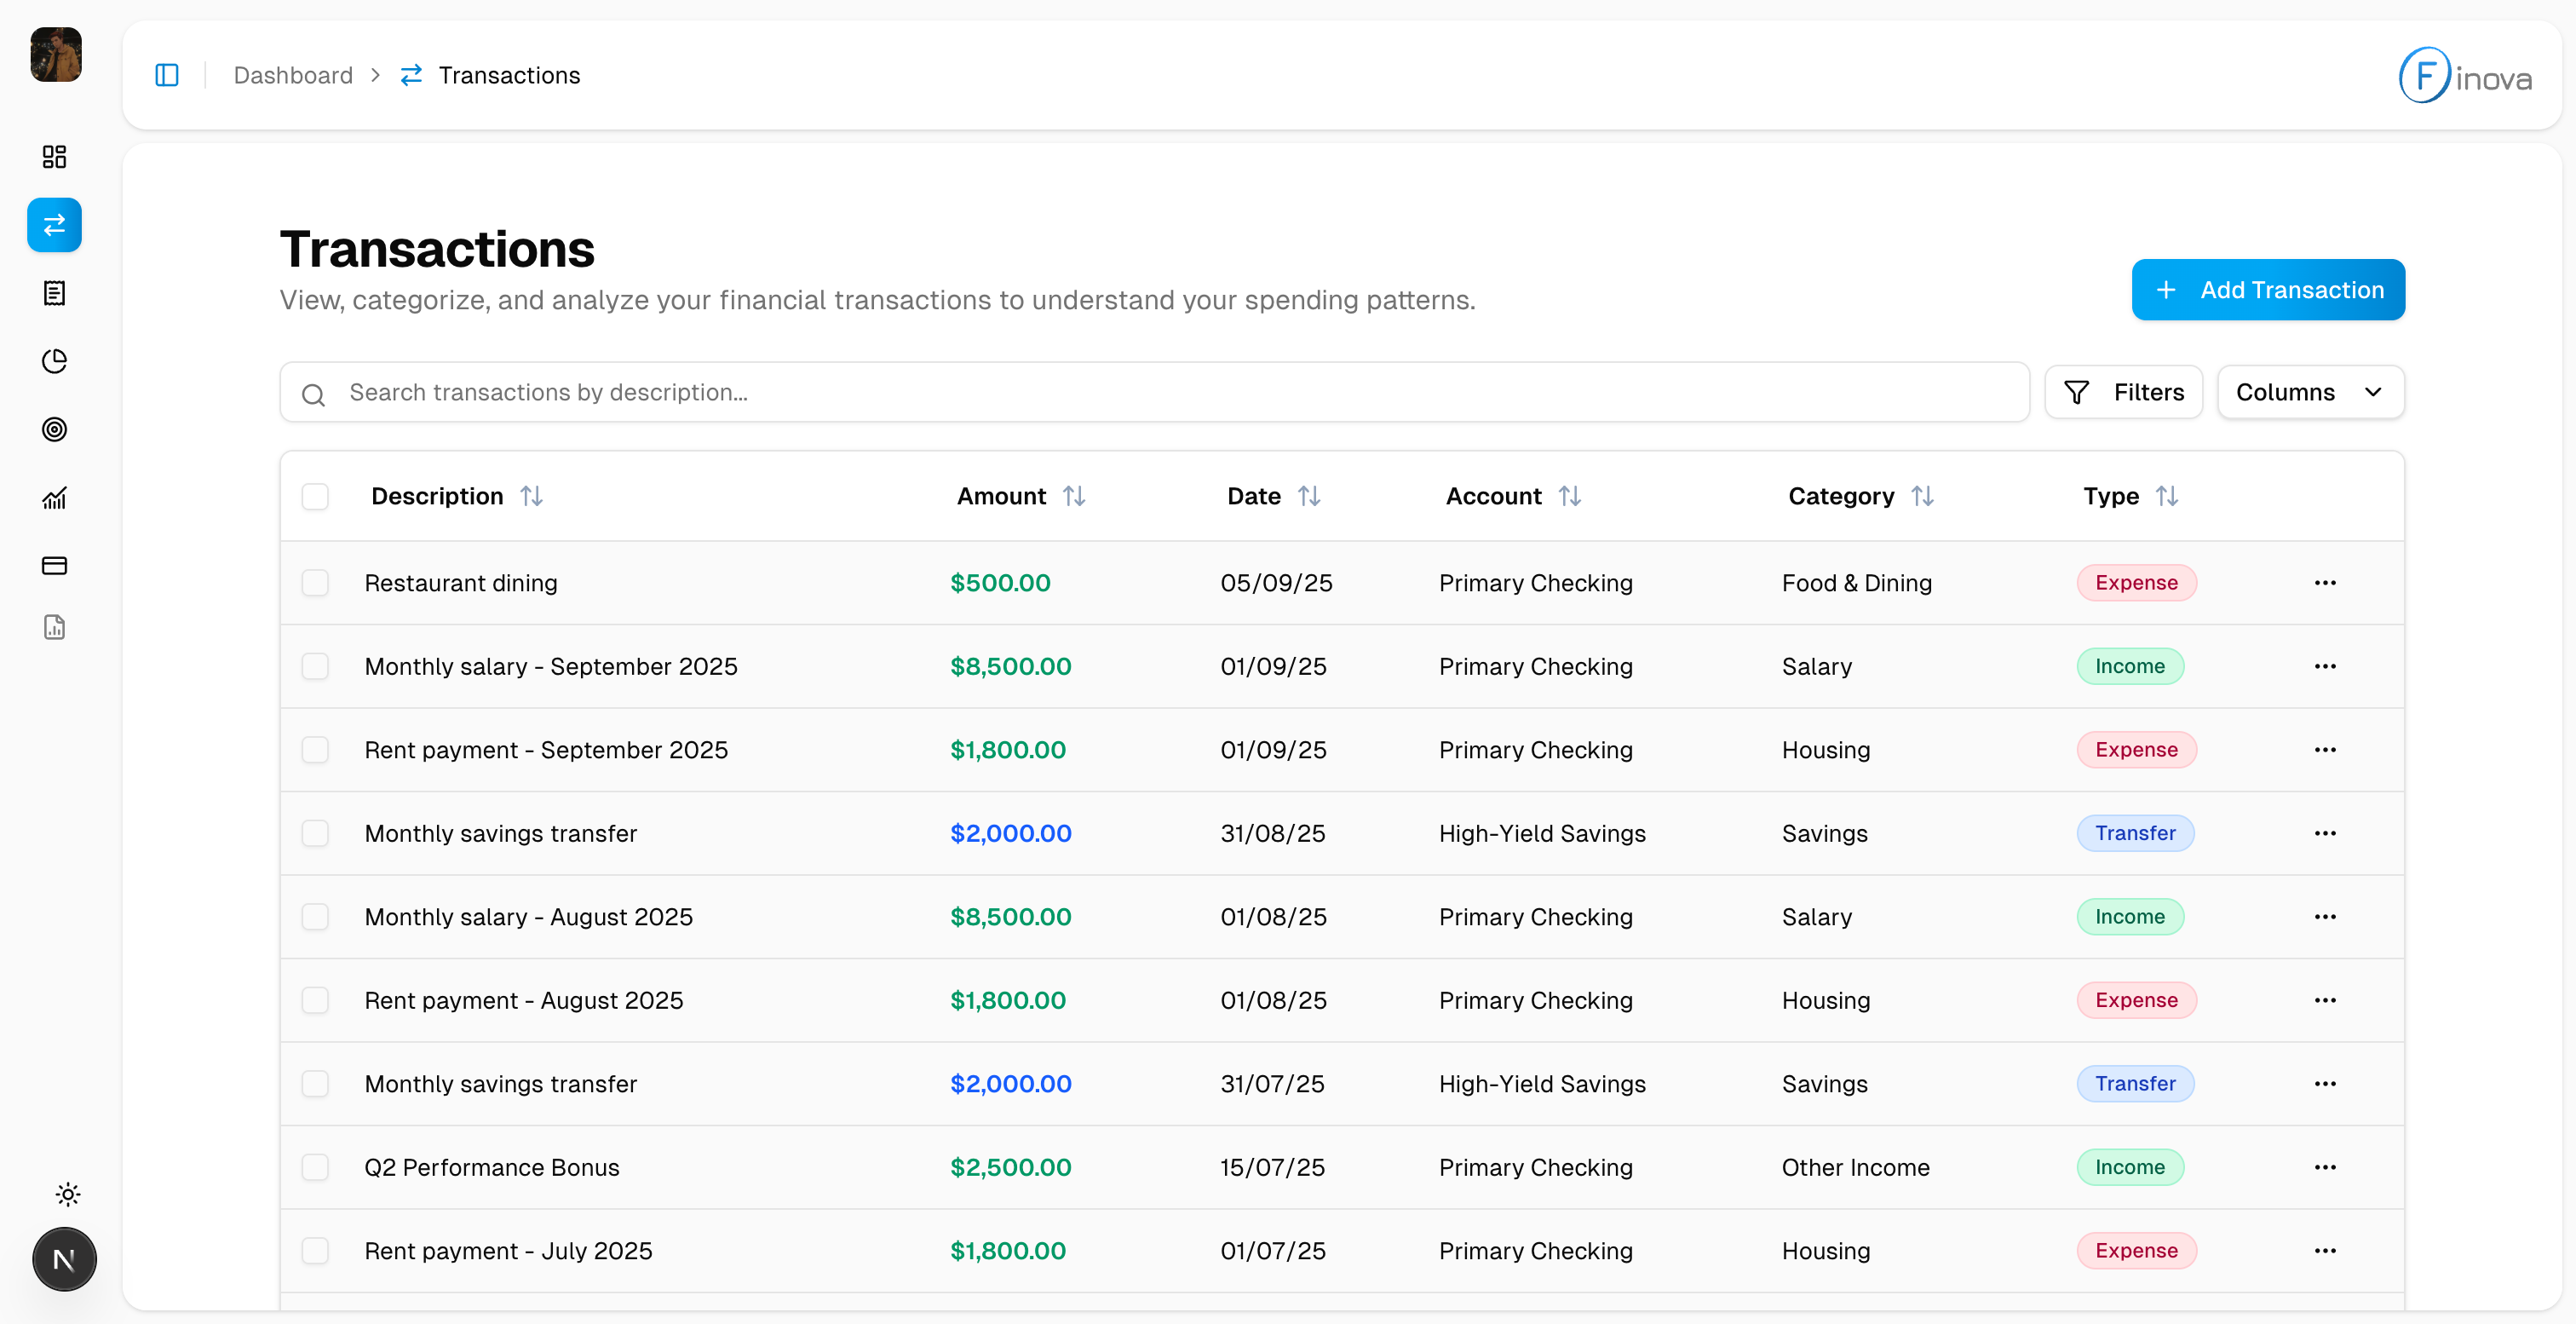 Dashboard > Transactions
Finova
Transactions
View, categorize, and analyze your financial transactions to understand your spending patterns.
+ Add Transaction
Search transactions by description...
Filters
Columns
Description Amount Date Account Category Type
Restaurant dining $500.00 05/09/25 Primary Checking Food & Dining Expense
Monthly salary - September 2025 $8,500.00 01/09/25 Primary Checking Salary Income
Rent payment - September 2025 $1,800.00 01/09/25 Primary Checking Housing Expense
Monthly savings transfer $2,000.00 31/08/25 High-Yield Savings Savings Transfer
Monthly salary - August 2025 $8,500.00 01/08/25 Primary Checking Salary Income
Rent payment - August 2025 $1,800.00 01/08/25 Primary Checking Housing Expense
Monthly savings transfer $2,000.00 31/07/25 High-Yield Savings Savings Transfer
Q2 Performance Bonus $2,500.00 15/07/25 Primary Checking Other Income Income
Rent payment - July 2025 $1,800.00 01/07/25 Primary Checking Housing Expense
N